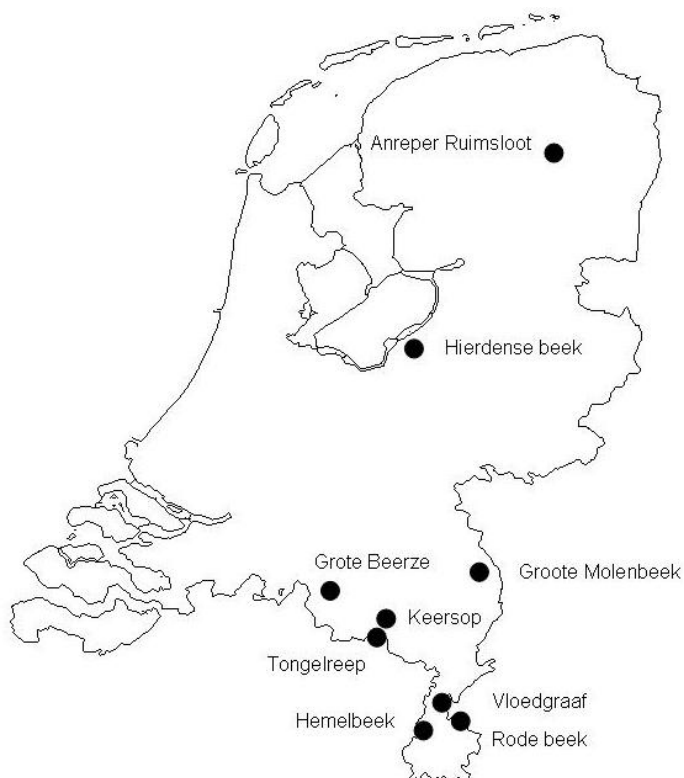 Anreper Ruimsloot
Hierdense beek
Grote Beerze
Groote Molenbeek
Keersop
Tongelreep
Vloedgraaf
Hemelbeek
Rode beek